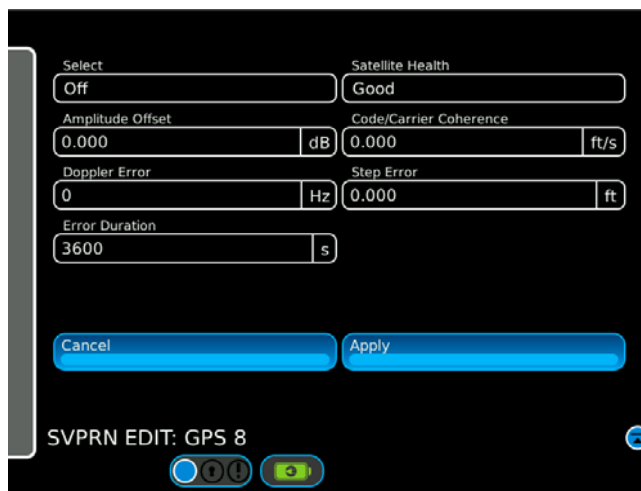 Select Satellite Health
Off Good
Amplitude Offset Code/Carrier Coherence
0.000 dB 0.000 ft/s
Doppler Error Step Error
0 Hz 0.000 ft
Error Duration
3600 s
Cancel Apply
SVPRN EDIT: GPS 8